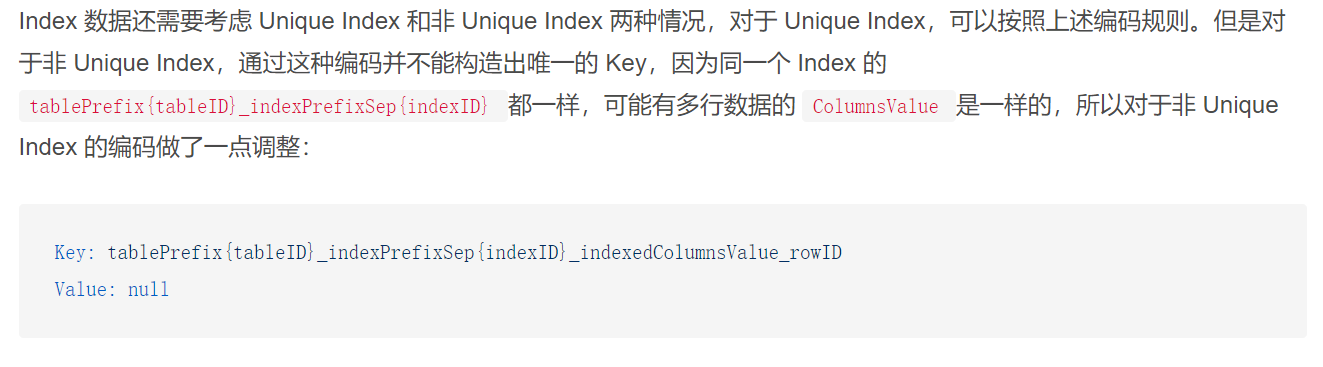 Index 数据还需要考虑 Unique Index 和非 Unique Index 两种情况，对于 Unique Index，可以按照上述编码规则。但是对
于非 Unique Index，通过这种编码并不能构造出唯一的 Key，因为同一个 Index 的
tablePrefix{tableID}_indexPrefixSep{indexID} 都一样，可能有多行数据的 ColumnsValue 是一样的，所以对于非 Unique
Index 的编码做了一点调整：
Key: tablePrefix{tableID}_indexPrefixSep{indexID}_indexedColumnsValue_rowID
Value: null